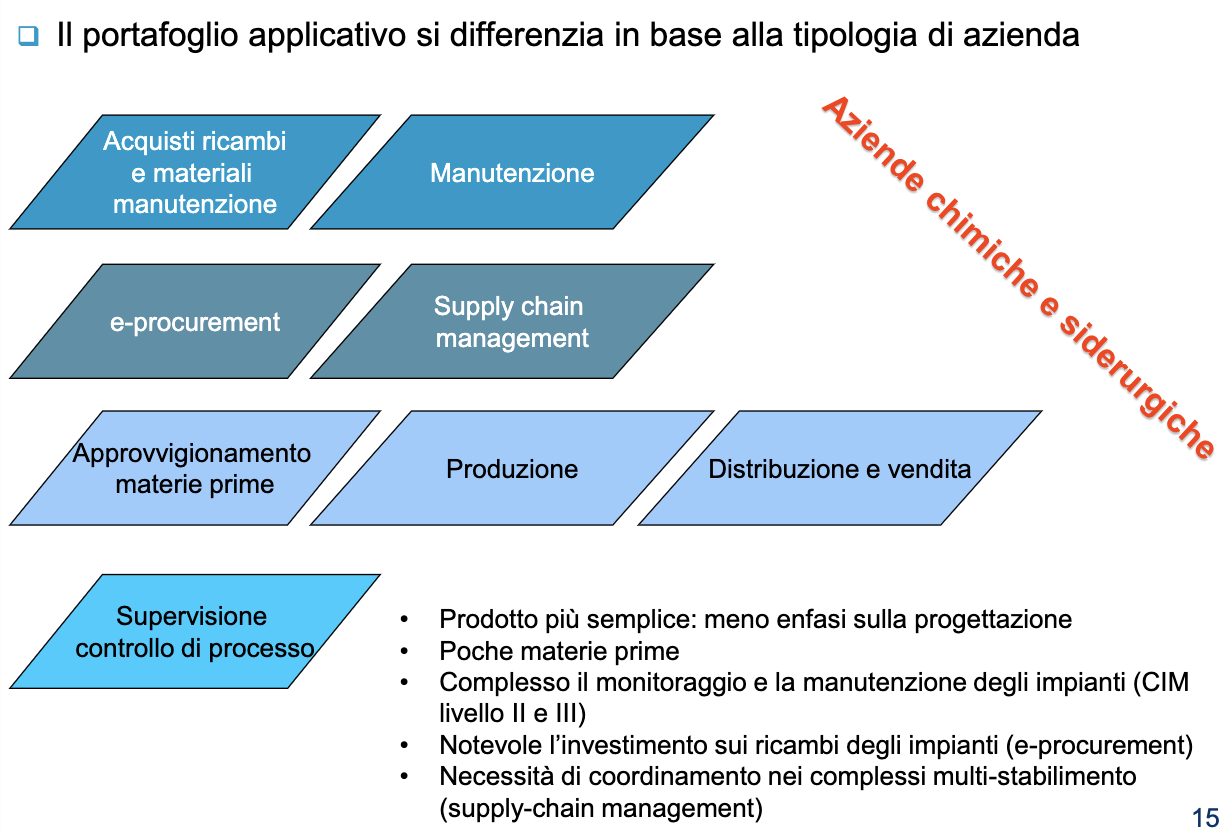 Il portafoglio applicativo si differenzia in base alla tipologia di azienda
Aziende chimiche e siderurgiche
Acquisti ricambi
e materiali
manutenzione
Manutenzione
e-procurement
Supply chain
management
Approvvigionamento
materie prime
Produzione
Distribuzione e vendita
Supervisione
controllo di processo
• Prodotto più semplice: meno enfasi sulla progettazione
• Poche materie prime
• Complesso il monitoraggio e la manutenzione degli impianti (CIM
livello II e III)
• Notevole l’investimento sui ricambi degli impianti (e-procurement)
• Necessità di coordinamento nei complessi multi-stabilimento
(supply-chain management)
15